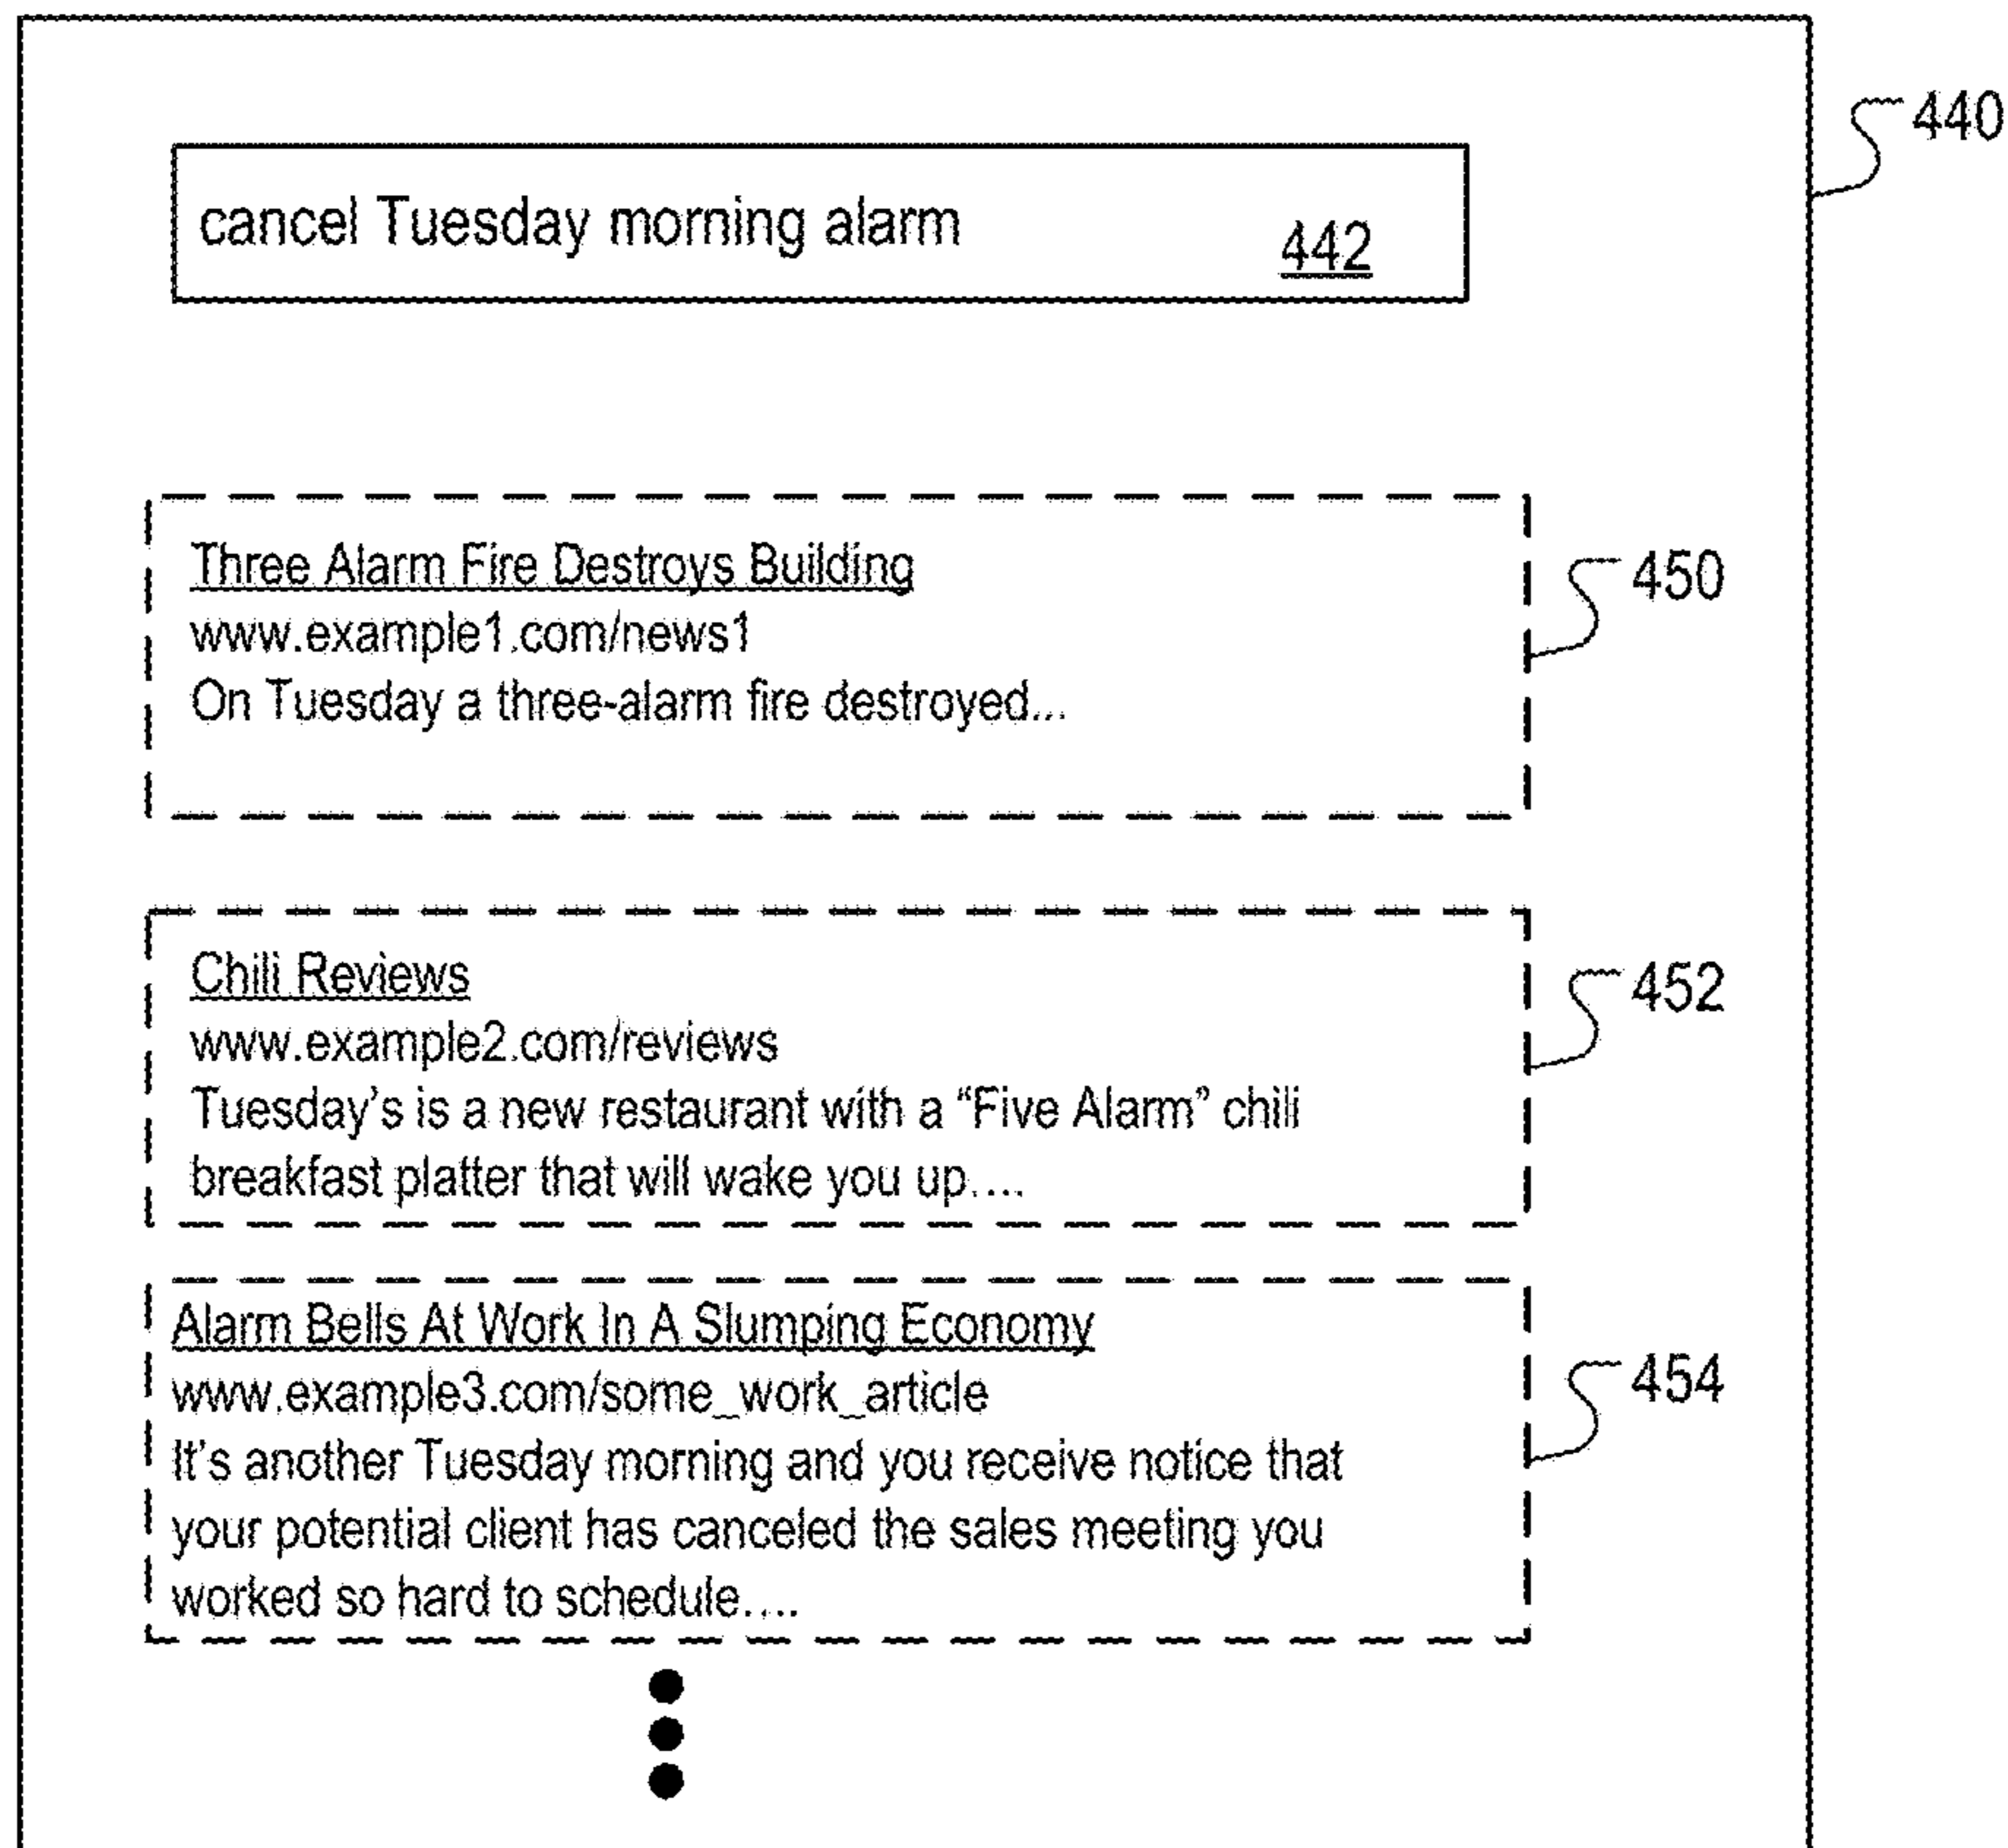 440
cancel Tuesday morning alarm 442
Three Alarm Fire Destroys Building
www.example1.com/news1
On Tuesday a three-alarm fire destroyed...
450
Chili Reviews
www.example2.com/reviews
Tuesday's is a new restaurant with a “Five Alarm” chili
breakfast platter that will wake you up....
452
Alarm Bells At Work In A Slumping Economy
www.example3.com/some_work_article
It's another Tuesday morning and you receive notice that
your potential client has canceled the sales meeting you
worked so hard to schedule....
454